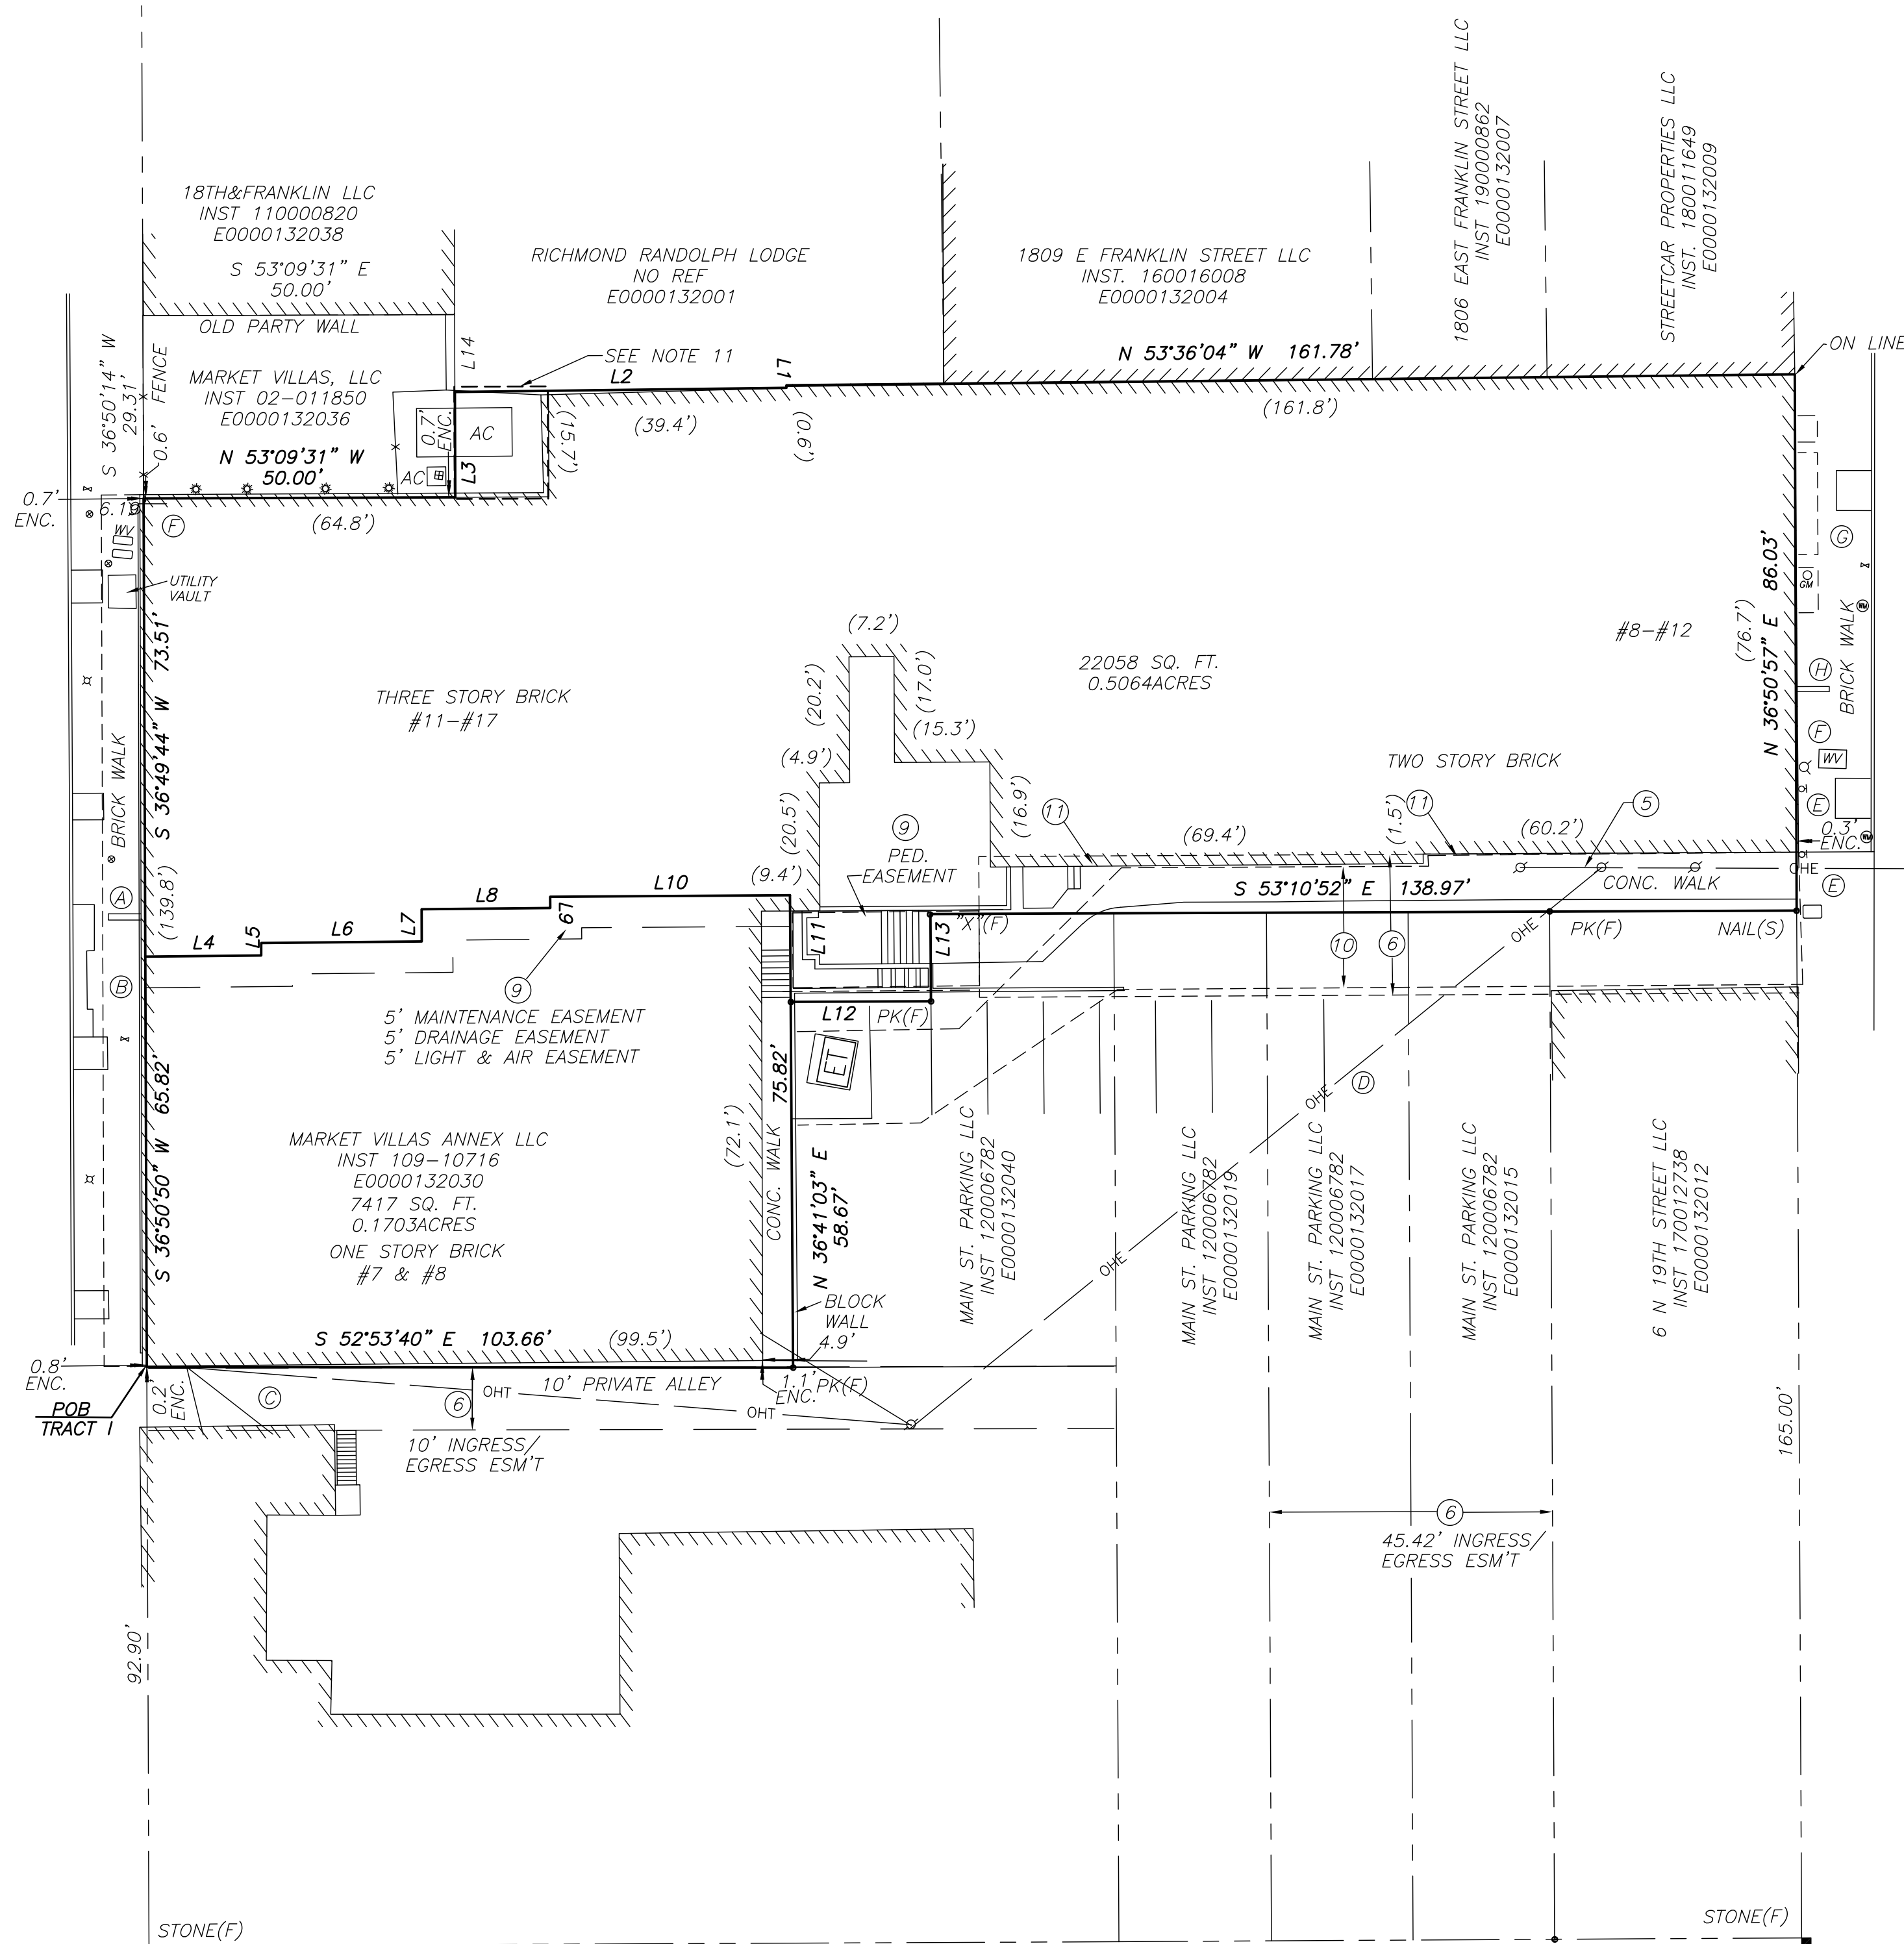 18TH&FRANKLIN LLC
INST 110000820
E0000132038
S 53°09'31" E
50.00'
OLD PARTY WALL
RICHMOND RANDOLPH LODGE
NO REF
E0000132001
1809 E FRANKLIN STREET LLC
INST. 160016008
E0000132004
1806 EAST FRANKLIN STREET LLC
INST 190000862
E0000132007
STREETCAR PROPERTIES LLC
INST. 180011649
E0000132009
ON LINE
S 36°50'14" W
29.31'
0.6' FENCE
MARKET VILLAS, LLC
INST 02-011850
E0000132036
N 53°09'31" W
50.00'
L14
SEE NOTE 11
L2
L1
N 53°36'04" W 161.78'
0.7'
ENC.
AC
AC
L3
(15.7')
(39.4')
(0.6')
(161.8')
0.7'
ENC.
WV
F
(64.8')
UTILITY
VAULT
S 36°49'44" W 73.51'
BRICK WALK
(139.8')
A
B
THREE STORY BRICK
#11-#17
(7.2')
(20.2')
(17.0')
(15.3')
(4.9')
(20.5')
(16.9')
(9.4')
22058 SQ. FT.
0.5064ACRES
#8-#12
(76.7')
N 36°50'57" E 86.03'
TWO STORY BRICK
G
GM
WM
BRICK WALK
H
F
WV
E
0.3'
ENC.
WM
OHE
E
9
PED.
EASEMENT
11
(69.4')
(1.5')
11
(60.2')
5
CONC. WALK
S 53°10'52" E 138.97'
"X"(F)
PK(F)
NAIL(S)
L4
L5
L6
L7
L8
L9
L10
L11
L13
L12
PK(F)
10
6
OHE
9
5' MAINTENANCE EASEMENT
5' DRAINAGE EASEMENT
5' LIGHT & AIR EASEMENT
ET
75.82'
OHE
D
S 36°50'50" W 65.82'
MARKET VILLAS ANNEX LLC
INST 109-10716
E0000132030
7417 SQ. FT.
0.1703ACRES
ONE STORY BRICK
#7 & #8
(72.1')
CONC. WALK
N 36°41'03" E
58.67'
BLOCK
WALL
4.9'
MAIN ST. PARKING LLC
INST 120006782
E0000132040
MAIN ST. PARKING LLC
INST 120006782
E0000132019
MAIN ST. PARKING LLC
INST 120006782
E0000132017
MAIN ST. PARKING LLC
INST 120006782
E0000132015
6 N 19TH STREET LLC
INST 170012738
E0000132012
OHE
S 52°53'40" E 103.66'
(99.5')
0.8'
ENC.
POB
TRACT I
0.2'
ENC.
C
OHT
6
10' PRIVATE ALLEY
OHT
1.1'
ENC.
PK(F)
10' INGRESS/
EGRESS ESM'T
6
45.42' INGRESS/
EGRESS ESM'T
92.90'
165.00'
STONE(F)
STONE(F)